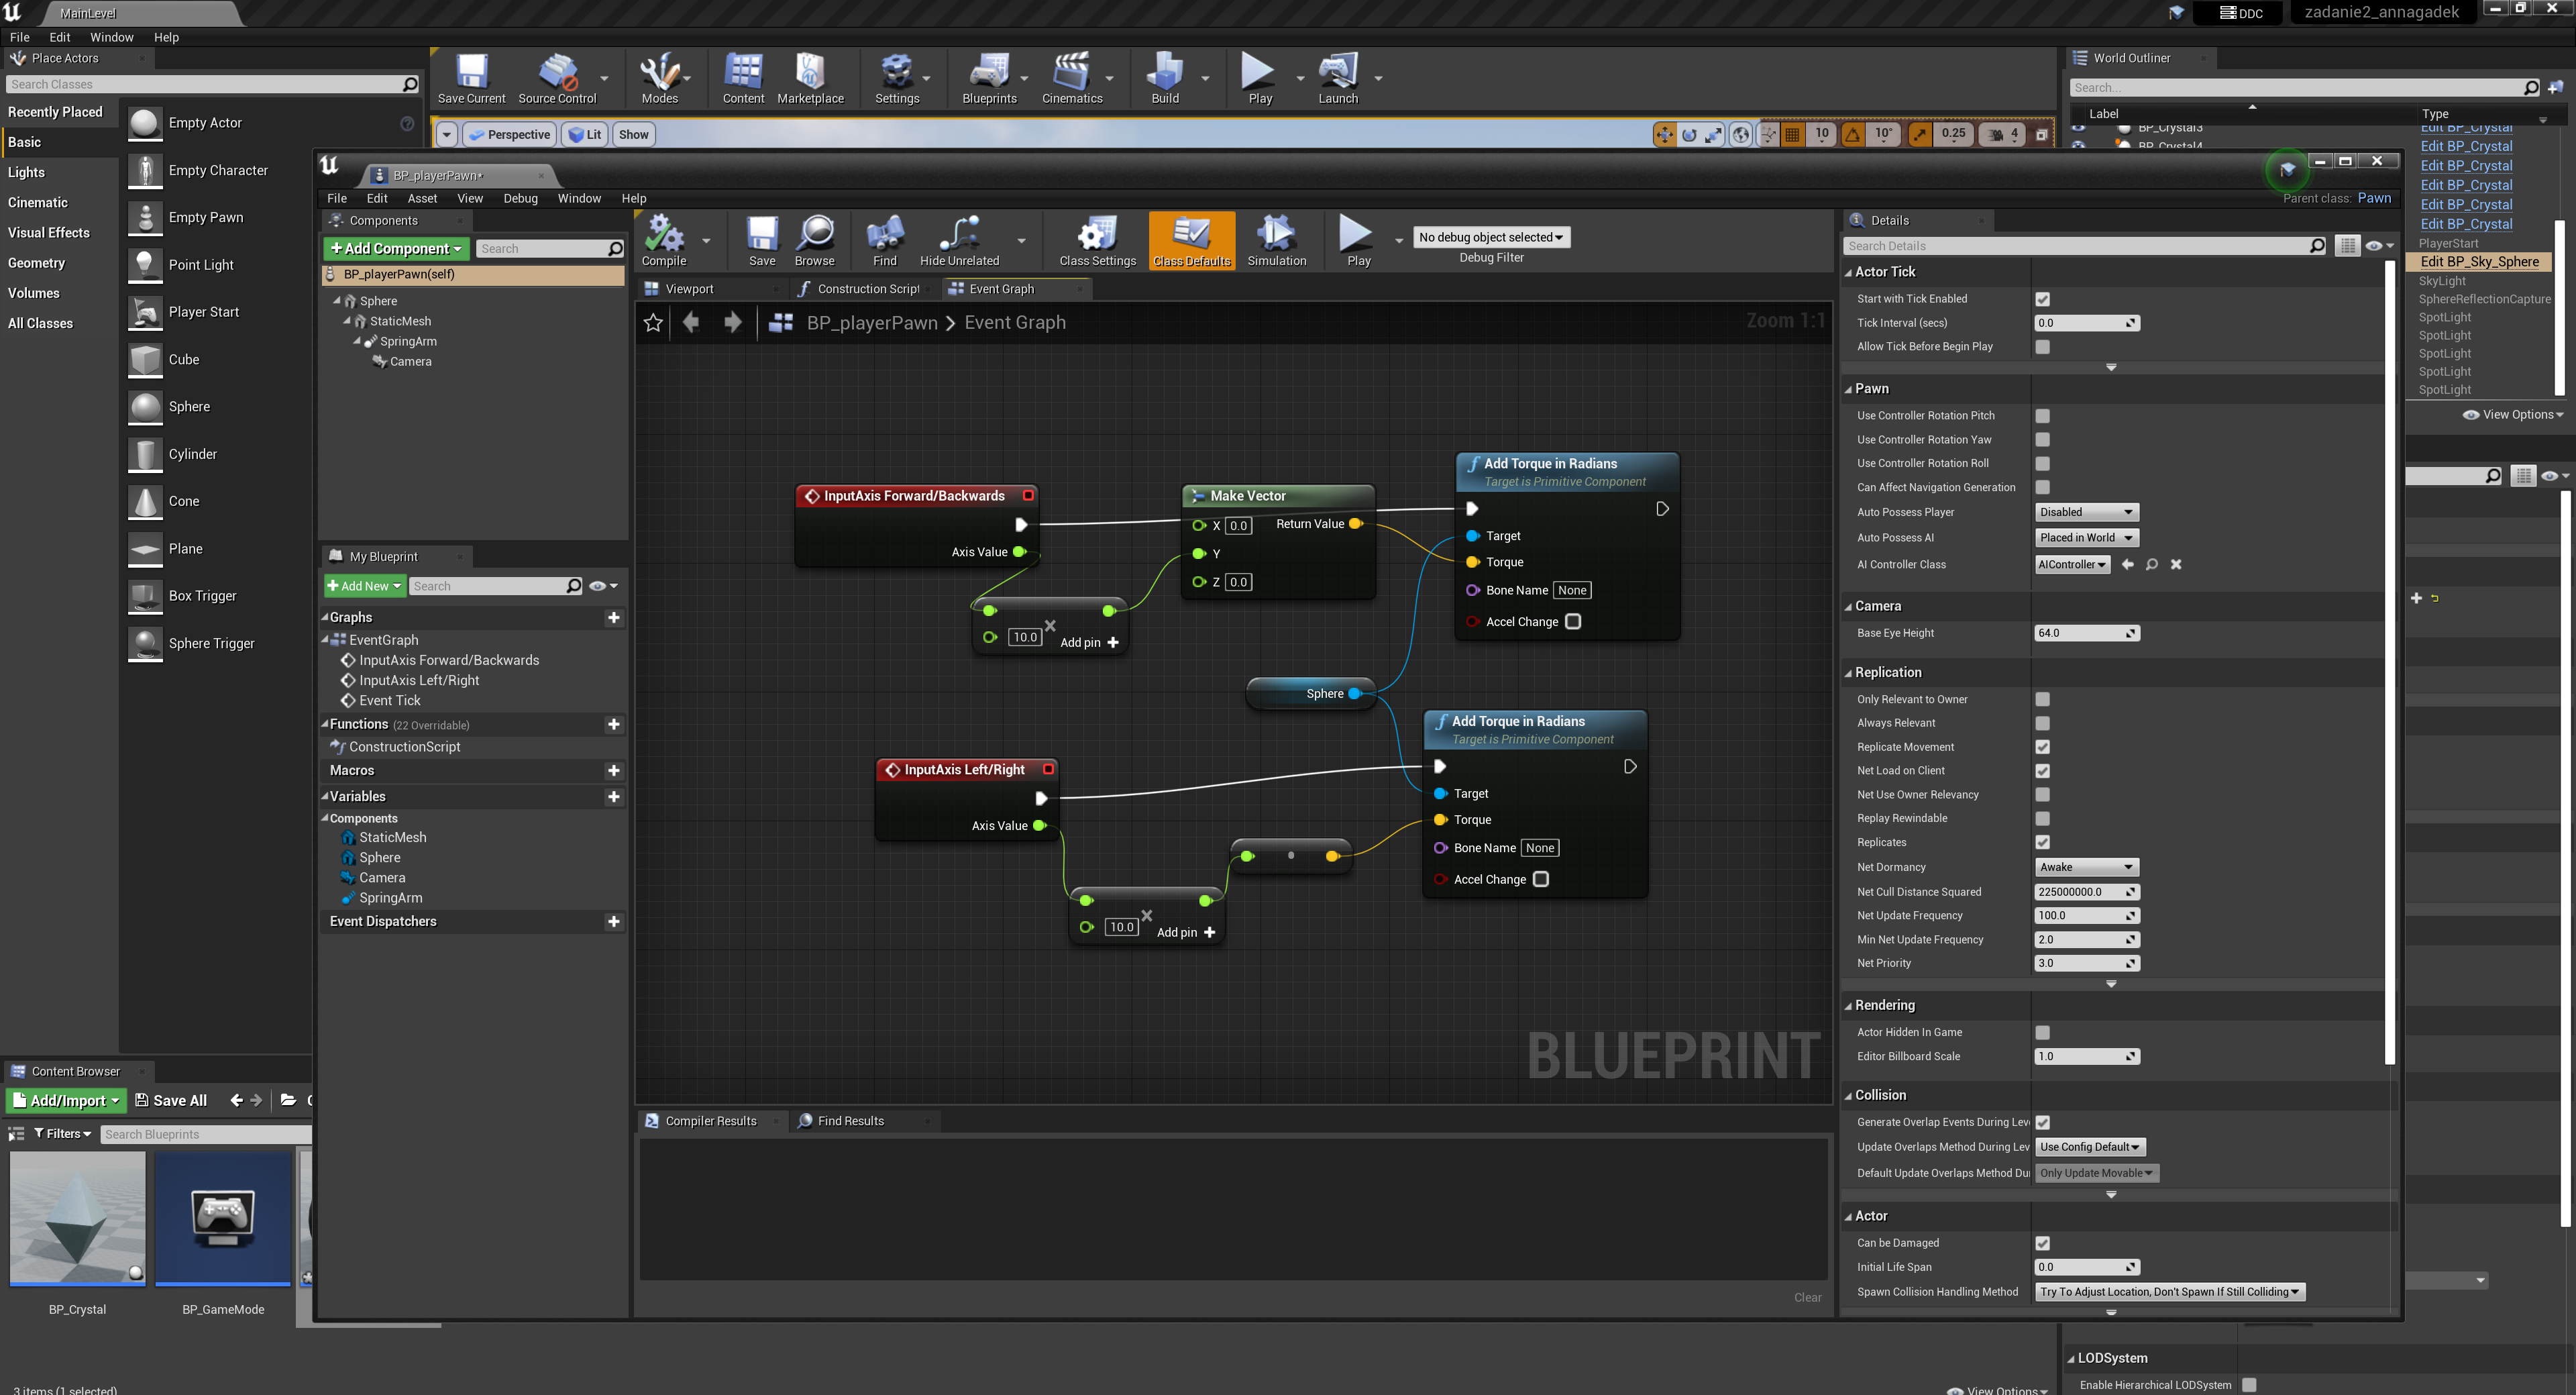 MainLevel
DDC
zadanie2_annagadek
File Edit Window Help
Place Actors
Search Classes
Recently Placed
Basic
Lights
Cinematic
Visual Effects
Geometry
Volumes
All Classes
Empty Actor
Empty Character
Empty Pawn
Point Light
Player Start
Cube
Sphere
Cylinder
Cone
Plane
Box Trigger
Sphere Trigger
Save Current Source Control Modes Content Marketplace Settings Blueprints Cinematics Build Play Launch
Perspective Lit Show
10 10° 0.25 4
World Outliner
Search...
Label Type
BP_Crystal3 Edit BP_Crystal
BP_Crystal4 Edit BP_Crystal
Edit BP_Crystal
Edit BP_Crystal
Edit BP_Crystal
Edit BP_Crystal
PlayerStart
Edit BP_Sky_Sphere
SkyLight
SphereReflectionCapture
SpotLight
SpotLight
SpotLight
SpotLight
SpotLight
View Options
BP_playerPawn*
File Edit Asset View Debug Window Help
Parent class: Pawn
Components
+Add Component Search
BP_playerPawn(self)
Sphere
StaticMesh
SpringArm
Camera
My Blueprint
+Add New Search
Graphs
EventGraph
InputAxis Forward/Backwards
InputAxis Left/Right
Event Tick
Functions (22 Overridable)
ConstructionScript
Macros
Variables
Components
StaticMesh
Sphere
Camera
SpringArm
Event Dispatchers
Compile Save Browse Find Hide Unrelated Class Settings Class Defaults Simulation Play
No debug object selected
Debug Filter
Viewport Construction Script Event Graph
BP_playerPawn > Event Graph
Zoom 1:1
InputAxis Forward/Backwards
Axis Value
10.0
Add pin
Make Vector
X 0.0 Return Value
Y
Z 0.0
Add Torque in Radians
Target is Primitive Component
Target
Torque
Bone Name None
Accel Change
Sphere
InputAxis Left/Right
Axis Value
10.0
Add pin
Add Torque in Radians
Target is Primitive Component
Target
Torque
Bone Name None
Accel Change
BLUEPRINT
Compiler Results Find Results
Clear
Details
Search Details
Actor Tick
Start with Tick Enabled
Tick Interval (secs) 0.0
Allow Tick Before Begin Play
Pawn
Use Controller Rotation Pitch
Use Controller Rotation Yaw
Use Controller Rotation Roll
Can Affect Navigation Generation
Auto Possess Player Disabled
Auto Possess AI Placed in World
AI Controller Class AIController
Camera
Base Eye Height 64.0
Replication
Only Relevant to Owner
Always Relevant
Replicate Movement
Net Load on Client
Net Use Owner Relevancy
Replay Rewindable
Replicates
Net Dormancy Awake
Net Cull Distance Squared 225000000.0
Net Update Frequency 100.0
Min Net Update Frequency 2.0
Net Priority 3.0
Rendering
Actor Hidden In Game
Editor Billboard Scale 1.0
Collision
Generate Overlap Events During Leve
Update Overlaps Method During Lev Use Config Default
Default Update Overlaps Method Du Only Update Movable
Actor
Can be Damaged
Initial Life Span 0.0
Spawn Collision Handling Method Try To Adjust Location, Don't Spawn If Still Colliding
Content Browser
Add/Import Save All
Filters Search Blueprints
BP_Crystal
BP_GameMode
3 items (1 selected)
View Options
LODSystem
Enable Hierarchical LODSystem